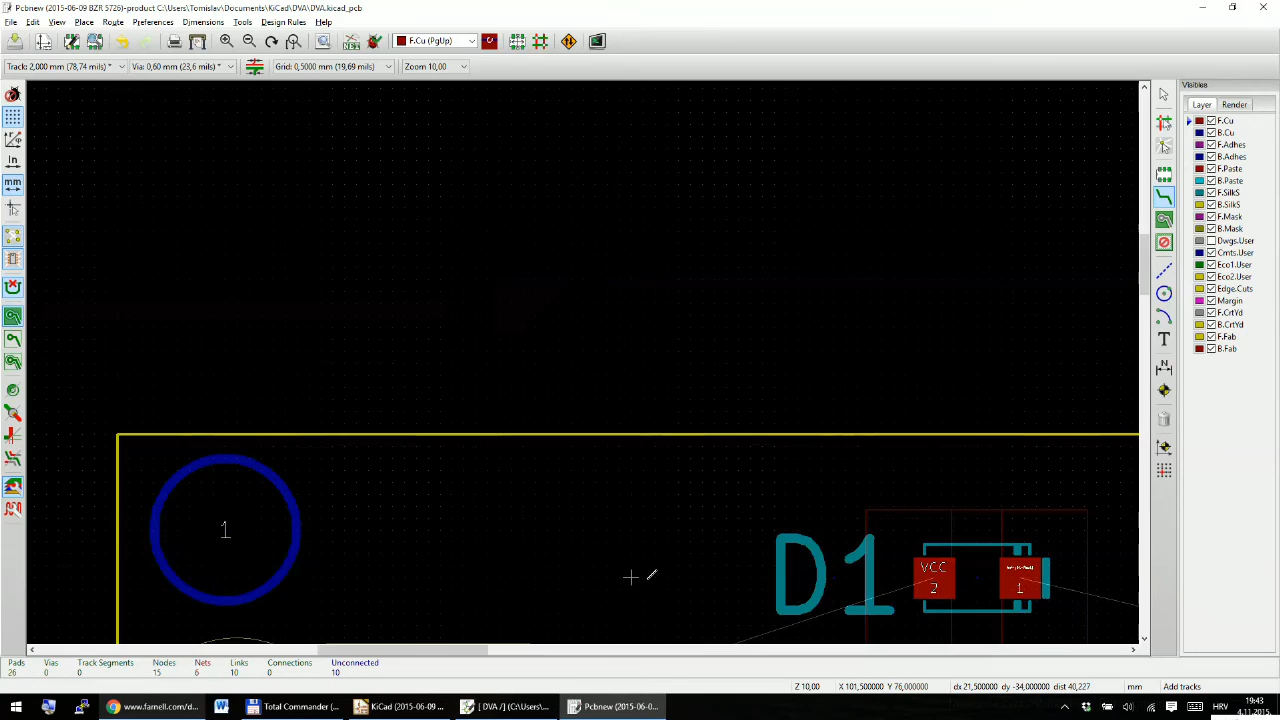 Pcbnew (2015-06-09 BZR 5726)-product C:\Users\Tomislav\Documents\KiCad\DVA\DVA.kicad_pcb
File Edit View Place Route Preferences Dimensions Tools Design Rules Help
F.Cu (PgUp)
Track: 2,000 mm (78,74 mils) * Via: 0,60 mm (23,6 mils) * Grid: 0,5000 mm (19,69 mils) Zoom 10,00
Visibles
Layer Render
F.Cu
B.Cu
F.Adhes
B.Adhes
F.Paste
B.Paste
F.SilkS
B.SilkS
F.Mask
B.Mask
Dwgs.User
Cmts.User
Eco1.User
Eco2.User
Edge.Cuts
Margin
F.CrtYd
B.CrtYd
F.Fab
B.Fab
In
mm
1
D1
VCC
2
1
Pads Vias Track Segments Nodes Nets Links Connections Unconnected
26 0 0 15 6 10 0 10
Z 10,00 X 101,500000 Y 76,000000 dx 21,500000 dy -34,000000 dist 40,227 mm Add tracks
www.farnell.com/d... Total Commander (... KiCad (2015-06-09 ... [ DVA /] (C:\Users\... Pcbnew (2015-06-0...
HRV 19:43
4.11.2015.